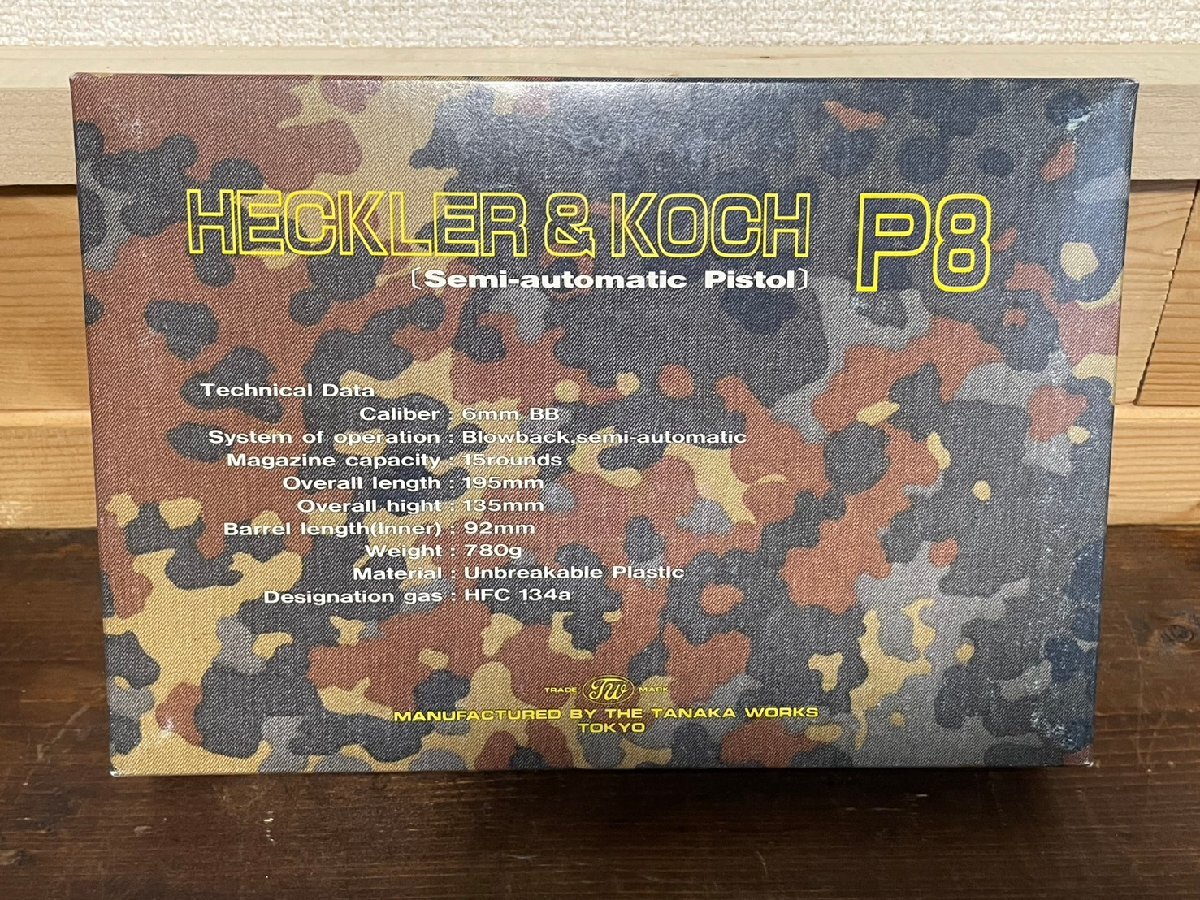 HECKLER & KOCH P8
[Semi-automatic Pistol]
Technical Data
Caliber : 6mm BB
System of operation : Blowback,semi-automatic
Magazine capacity : 15rounds
Overall length : 195mm
Overall hight : 135mm
Barrel length(Inner) : 92mm
Weight : 780g
Material : Unbreakable Plastic
Designation gas : HFC 134a
TRADE TW MARK
MANUFACTURED BY THE TANAKA WORKS
TOKYO